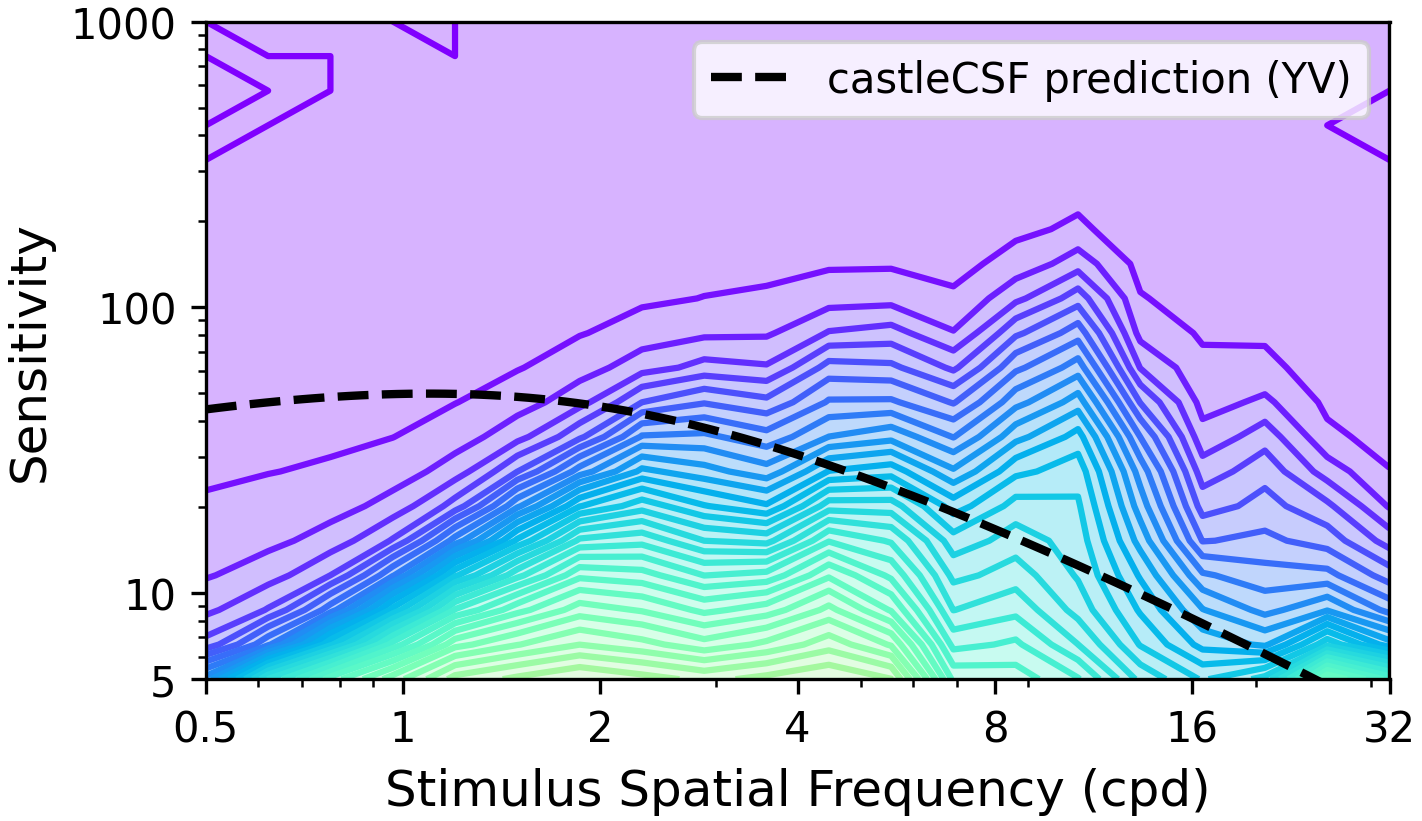 1000
100
10
5
Sensitivity
castleCSF prediction (YV)
0.5 1 2 4 8 16 32
Stimulus Spatial Frequency (cpd)